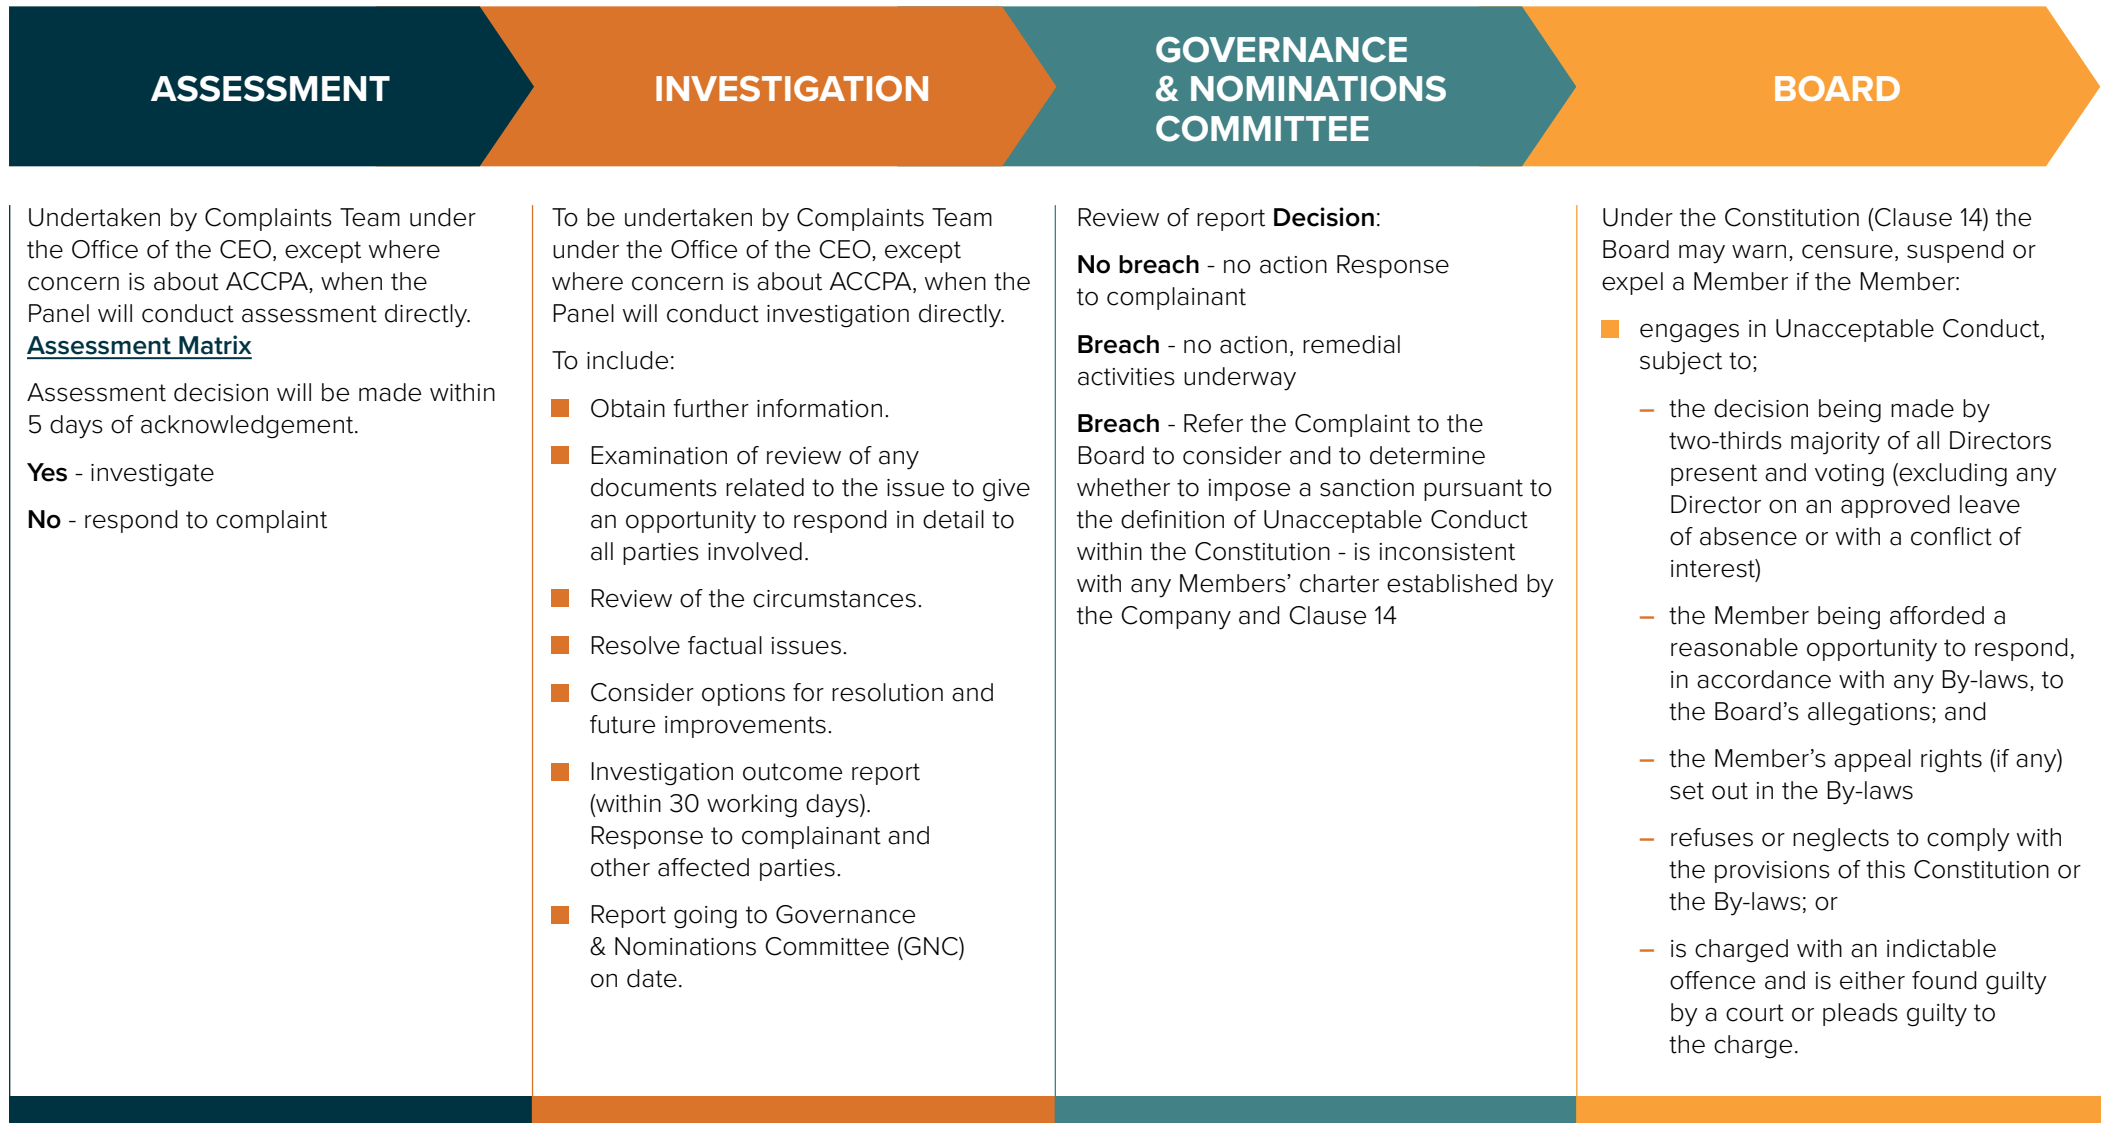 ASSESSMENT
Undertaken by Complaints Team under
the Office of the CEO, except where
concern is about ACCPA, when the
Panel will conduct assessment directly.
Assessment Matrix
Assessment decision will be made within
5 days of acknowledgement.
Yes - investigate
No - respond to complaint
INVESTIGATION
To be undertaken by Complaints Team
under the Office of the CEO, except
where concern is about ACCPA, when the
Panel will conduct investigation directly.
To include:
Obtain further information.
Examination of review of any
documents related to the issue to give
an opportunity to respond in detail to
all parties involved.
Review of the circumstances.
Resolve factual issues.
Consider options for resolution and
future improvements.
Investigation outcome report
(within 30 working days).
Response to complainant and
other affected parties.
Report going to Governance
& Nominations Committee (GNC)
on date.
GOVERNANCE
& NOMINATIONS
COMMITTEE
Review of report Decision:
No breach - no action Response
to complainant
Breach - no action, remedial
activities underway
Breach - Refer the Complaint to the
Board to consider and to determine
whether to impose a sanction pursuant to
the definition of Unacceptable Conduct
within the Constitution - is inconsistent
with any Members’ charter established by
the Company and Clause 14
BOARD
Under the Constitution (Clause 14) the
Board may warn, censure, suspend or
expel a Member if the Member:
engages in Unacceptable Conduct,
subject to;
– the decision being made by
two-thirds majority of all Directors
present and voting (excluding any
Director on an approved leave
of absence or with a conflict of
interest)
– the Member being afforded a
reasonable opportunity to respond,
in accordance with any By-laws, to
the Board’s allegations; and
– the Member’s appeal rights (if any)
set out in the By-laws
– refuses or neglects to comply with
the provisions of this Constitution or
the By-laws; or
– is charged with an indictable
offence and is either found guilty
by a court or pleads guilty to
the charge.